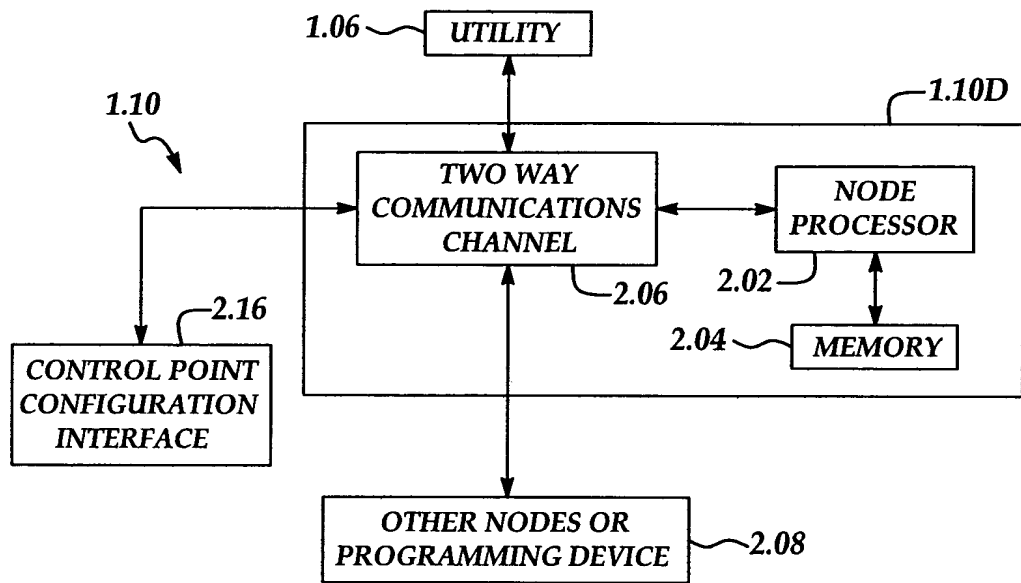 1.06
UTILITY
1.10
1.10D
TWO WAY
COMMUNICATIONS
CHANNEL
NODE
PROCESSOR
2.06
2.02
2.16
2.04
MEMORY
CONTROL POINT
CONFIGURATION
INTERFACE
OTHER NODES OR
PROGRAMMING DEVICE
2.08